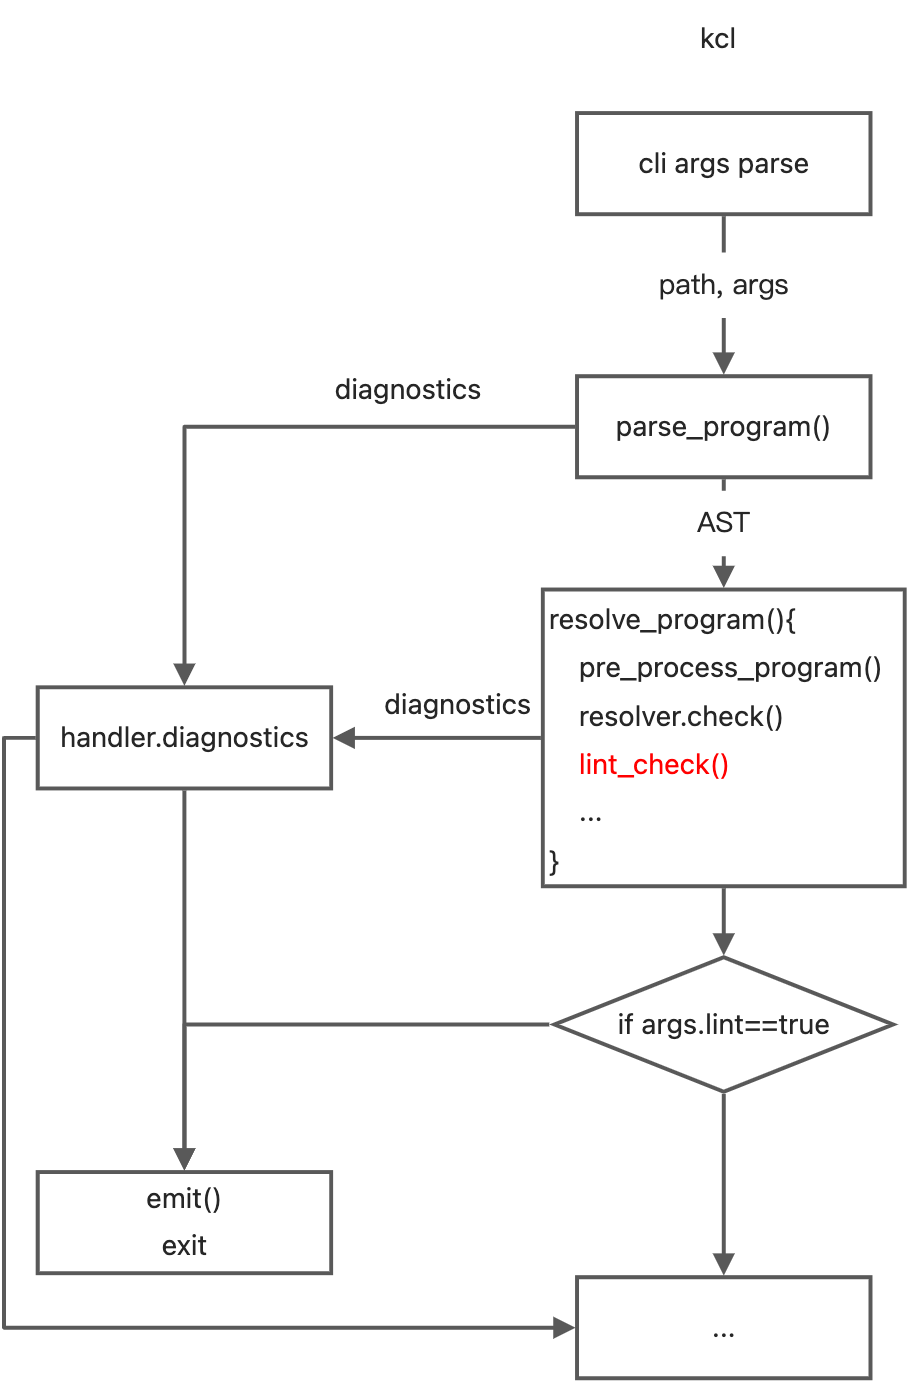 kcl
cli args parse
path, args
diagnostics
parse_program()
AST
resolve_program(){
pre_process_program()
diagnostics
resolver.check()
handler.diagnostics
lint_check()
...
}
if args.lint==true
emit()
exit
...